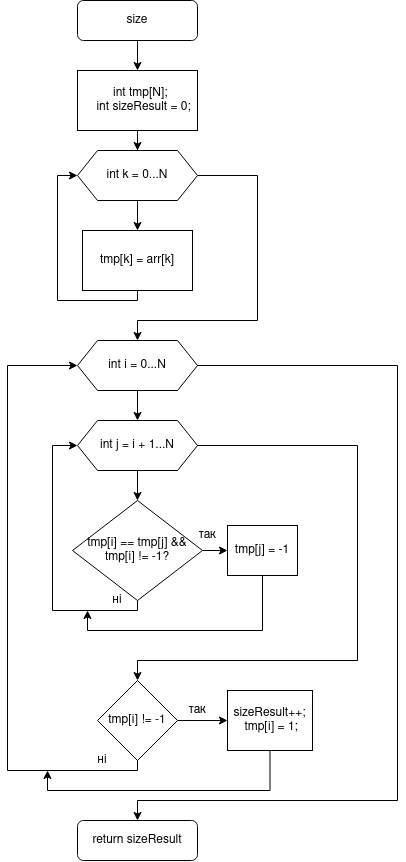 size
int tmp[N];
int sizeResult = 0;
int k = 0...N
tmp[k] = arr[k]
int i = 0...N
int j = i + 1...N
tmp[i] == tmp[j] &&
tmp[i] != -1?
так
tmp[j] = -1
ні
tmp[i] != -1
так
sizeResult++;
tmp[i] = 1;
ні
return sizeResult